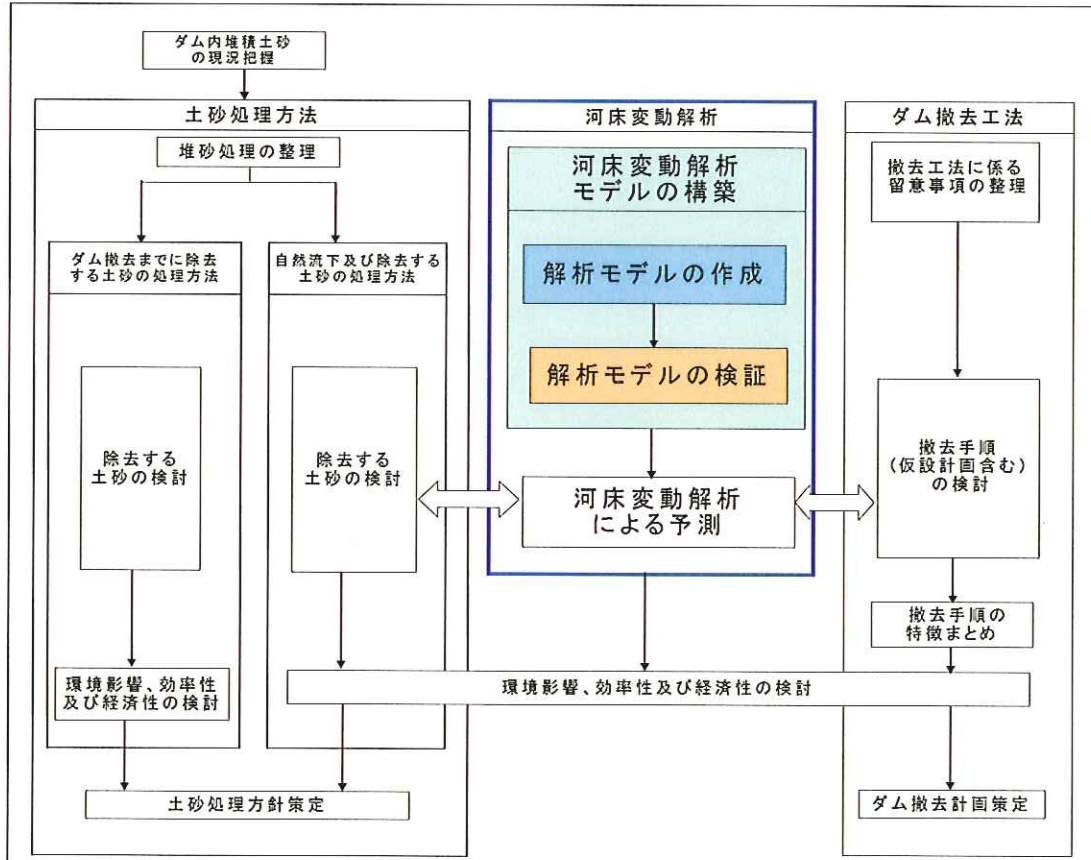 ダム内堆積土砂
の現況把握
土砂処理方法
堆砂処理の整理
ダム撤去までに除去
する土砂の処理方法
自然流下及び除去する
土砂の処理方法
除去する
土砂の検討
除去する
土砂の検討
環境影響、効率性
及び経済性の検討
土砂処理方針策定
河床変動解析
河床変動解析
モデルの構築
解析モデルの作成
解析モデルの検証
河床変動解析
による予測
環境影響、効率性及び経済性の検討
ダム撤去工法
撤去工法に係る
留意事項の整理
撤去手順
(仮設計画含む)
の検討
撤去手順の
特徴まとめ
ダム撤去計画策定